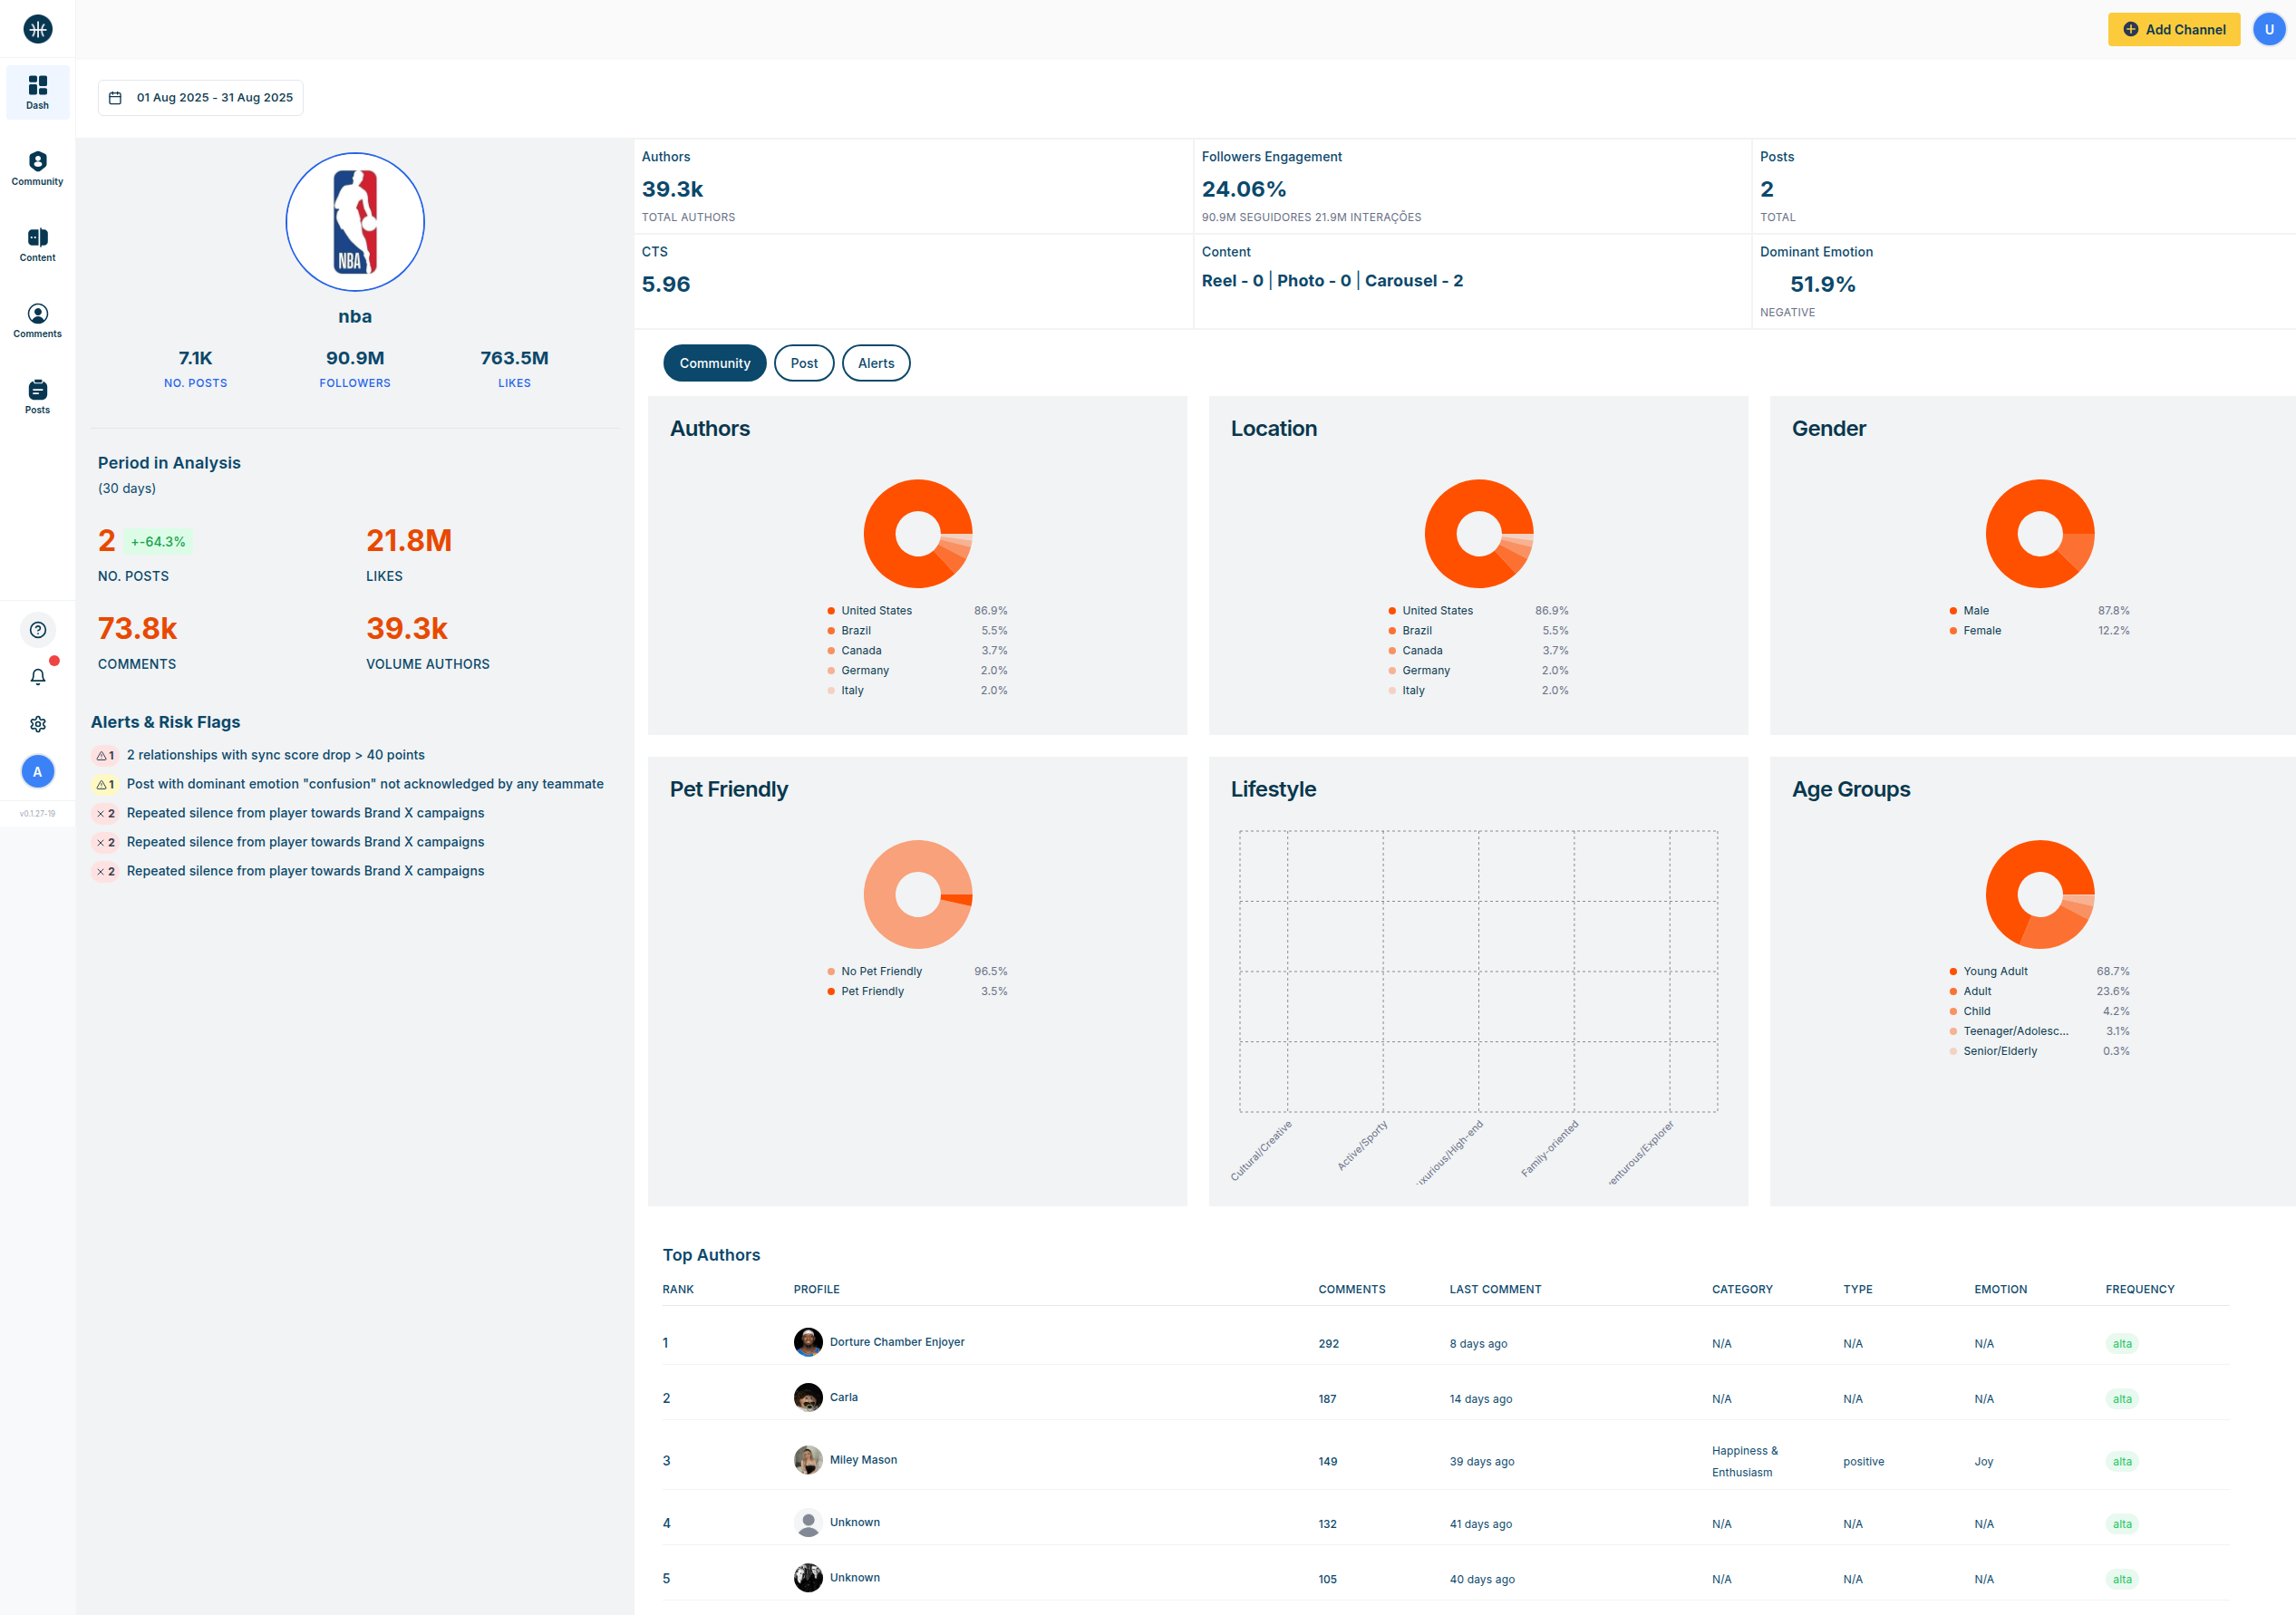 Add Channel
U
Dash
Community
Content
Comments
Posts
A
v0.1.27-19
01 Aug 2025 - 31 Aug 2025
NBA
nba
7.1K
NO. POSTS
90.9M
FOLLOWERS
763.5M
LIKES
Period in Analysis
(30 days)
2 +-64.3%
NO. POSTS
21.8M
LIKES
73.8k
COMMENTS
39.3k
VOLUME AUTHORS
Alerts & Risk Flags
1 2 relationships with sync score drop > 40 points
1 Post with dominant emotion "confusion" not acknowledged by any teammate
2 Repeated silence from player towards Brand X campaigns
2 Repeated silence from player towards Brand X campaigns
2 Repeated silence from player towards Brand X campaigns
Authors
39.3k
TOTAL AUTHORS
Followers Engagement
24.06%
90.9M SEGUIDORES 21.9M INTERAÇÕES
Posts
2
TOTAL
CTS
5.96
Content
Reel - 0 | Photo - 0 | Carousel - 2
Dominant Emotion
51.9%
NEGATIVE
Community
Post
Alerts
Authors
United States 86.9%
Brazil 5.5%
Canada 3.7%
Germany 2.0%
Italy 2.0%
Location
United States 86.9%
Brazil 5.5%
Canada 3.7%
Germany 2.0%
Italy 2.0%
Gender
Male 87.8%
Female 12.2%
Pet Friendly
No Pet Friendly 96.5%
Pet Friendly 3.5%
Lifestyle
Cultural/Creative
Active/Sporty
uxurious/High-end
Family-oriented
enturous/Explorer
Age Groups
Young Adult 68.7%
Adult 23.6%
Child 4.2%
Teenager/Adolesc... 3.1%
Senior/Elderly 0.3%
Top Authors
RANK PROFILE COMMENTS LAST COMMENT CATEGORY TYPE EMOTION FREQUENCY
1 Dorture Chamber Enjoyer 292 8 days ago N/A N/A N/A alta
2 Carla 187 14 days ago N/A N/A N/A alta
3 Miley Mason 149 39 days ago Happiness & Enthusiasm positive Joy alta
4 Unknown 132 41 days ago N/A N/A N/A alta
5 Unknown 105 40 days ago N/A N/A N/A alta